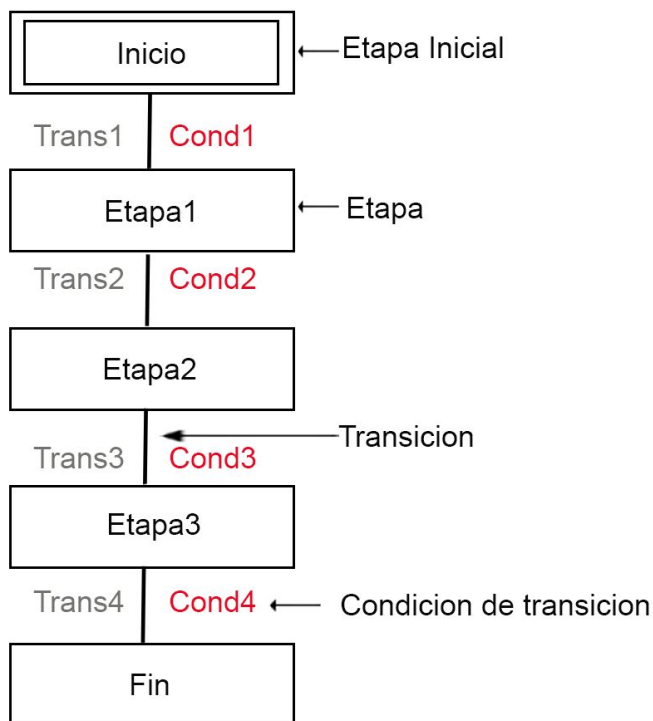 Inicio
Etapa Inicial
Trans1 Cond1
Etapa1
Etapa
Trans2 Cond2
Etapa2
Transicion
Trans3 Cond3
Etapa3
Trans4 Cond4
Condicion de transicion
Fin